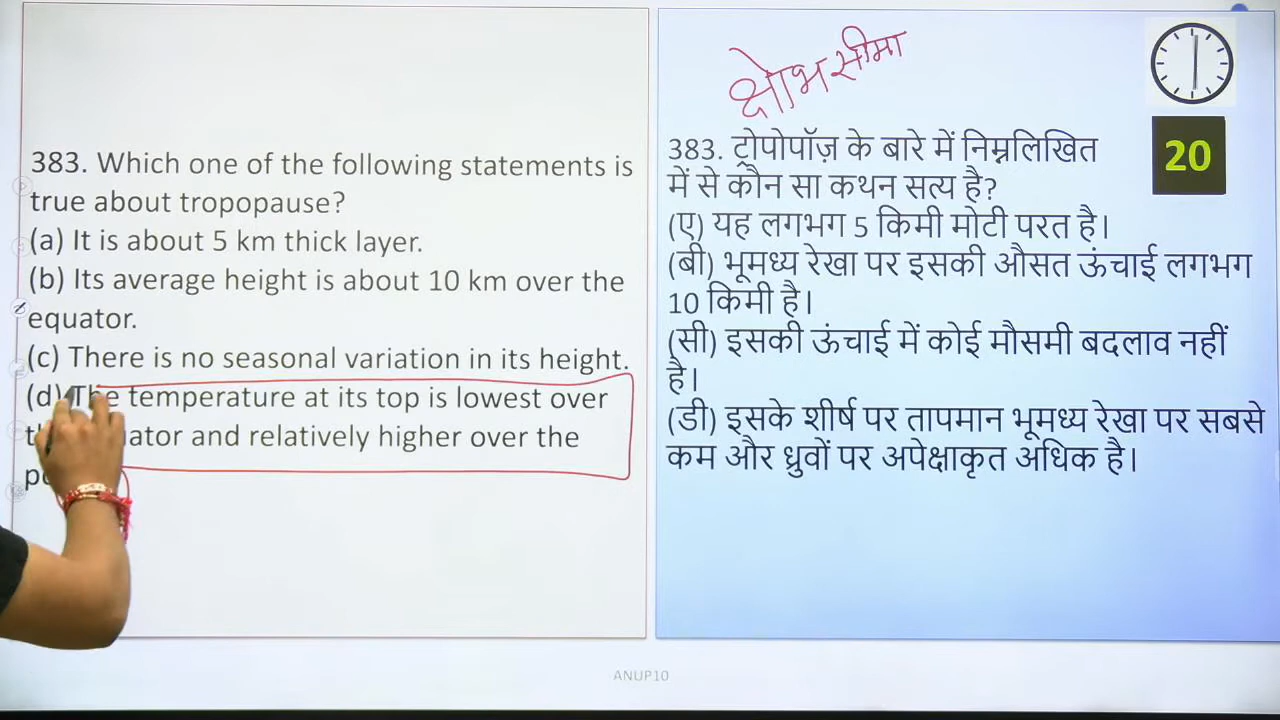 383. Which one of the following statements is
true about tropopause?
(a) It is about 5 km thick layer.
(b) Its average height is about 10 km over the
equator.
(c) There is no seasonal variation in its height.
(d) The temperature at its top is lowest over
and relatively higher over the
क्षोभसीमा
20
383. ट्रोपोपॉज़ के बारे में निम्नलिखित
में से कौन सा कथन सत्य है?
(ए) यह लगभग 5 किमी मोटी परत है।
(बी) भूमध्य रेखा पर इसकी औसत ऊंचाई लगभग
10 किमी है।
(सी) इसकी ऊंचाई में कोई मौसमी बदलाव नहीं
है।
(डी) इसके शीर्ष पर तापमान भूमध्य रेखा पर सबसे
कम और ध्रुवों पर अपेक्षाकृत अधिक है।
ANUP10